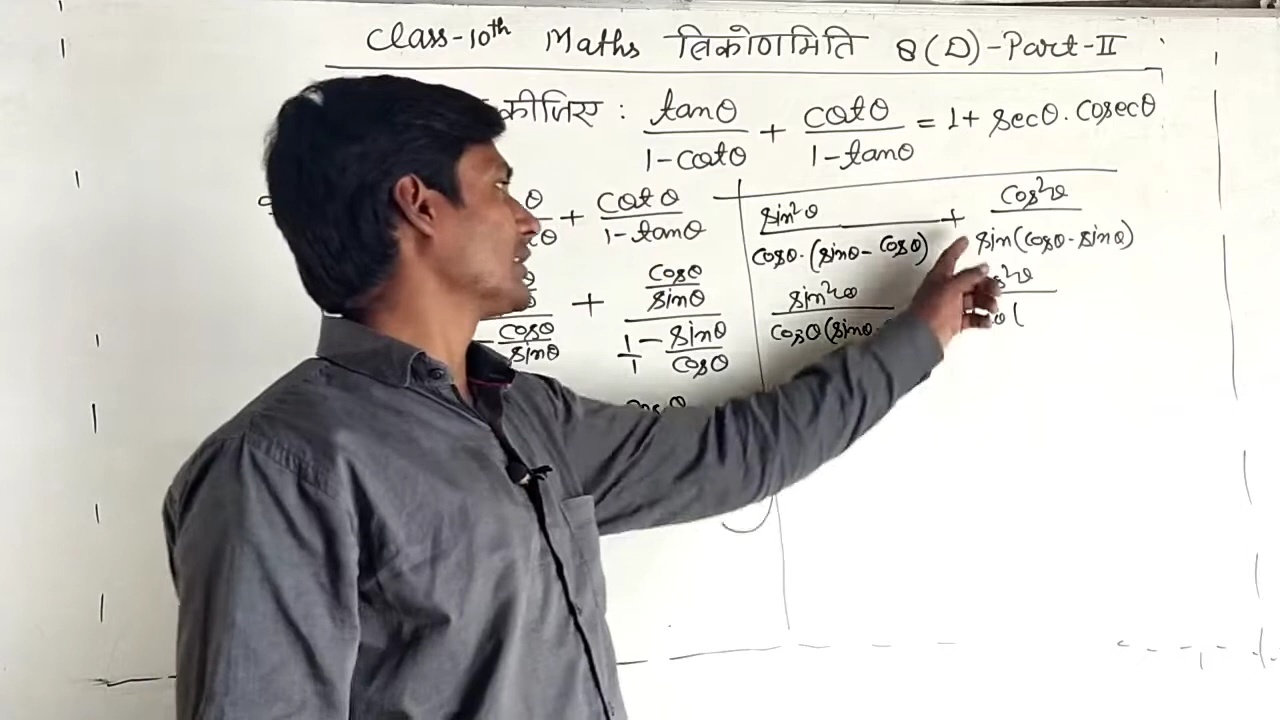 Class-10th Maths त्रिकोणमिति 8(D)-Part-II
कीजिए : tanθ/1-cotθ + cotθ/1-tanθ = 1+ secθ.cosecθ
θ + cotθ/1-tanθ
cosθ/sinθ + cosθ/sinθ / 1/1 - sinθ/cosθ
sin²θ/cosθ.(sinθ-cosθ) + cos²θ/sin(cosθ-sinθ)
sin²θ/cosθ(sinθ